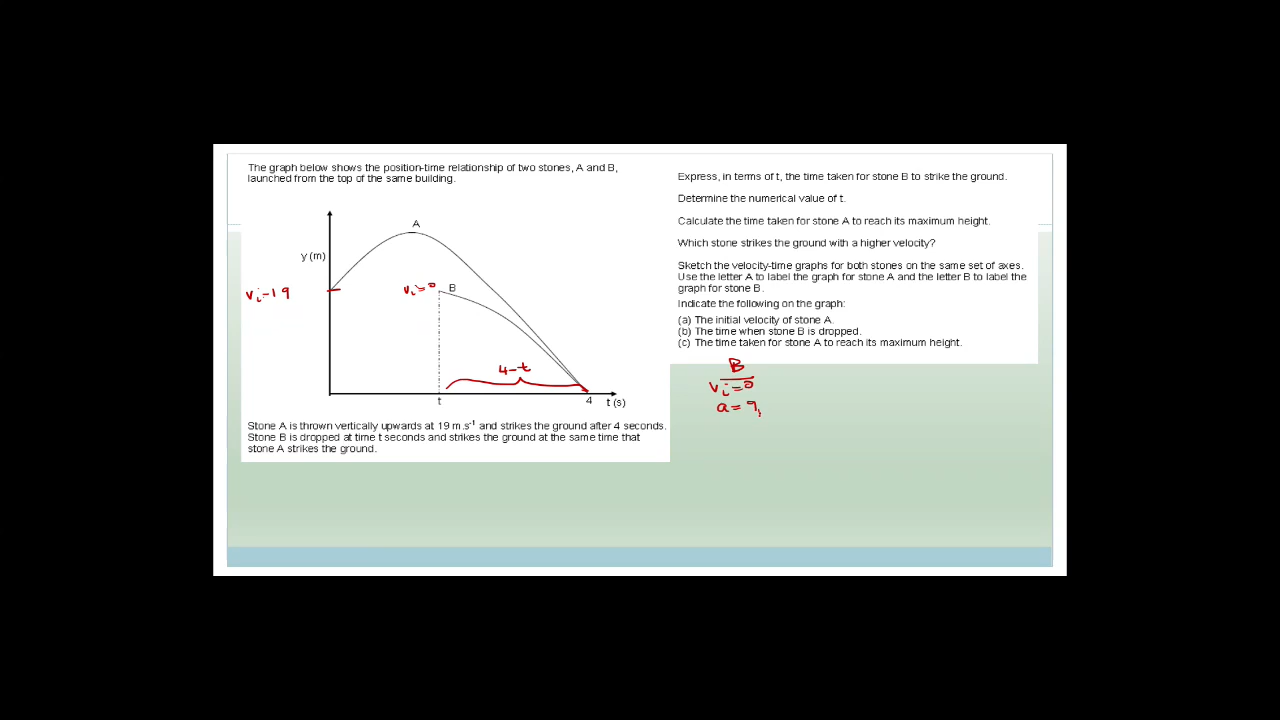 The graph below shows the position-time relationship of two stones, A and B,
launched from the top of the same building.
A
y (m)
vi=19
vi=0
B
4-t
t
4
t (s)
Stone A is thrown vertically upwards at 19 m.s⁻¹ and strikes the ground after 4 seconds.
Stone B is dropped at time t seconds and strikes the ground at the same time that
stone A strikes the ground.
Express, in terms of t, the time taken for stone B to strike the ground.
Determine the numerical value of t.
Calculate the time taken for stone A to reach its maximum height.
Which stone strikes the ground with a higher velocity?
Sketch the velocity-time graphs for both stones on the same set of axes.
Use the letter A to label the graph for stone A and the letter B to label the
graph for stone B.
Indicate the following on the graph:
(a) The initial velocity of stone A.
(b) The time when stone B is dropped.
(c) The time taken for stone A to reach its maximum height.
B
vi=0
a=9,